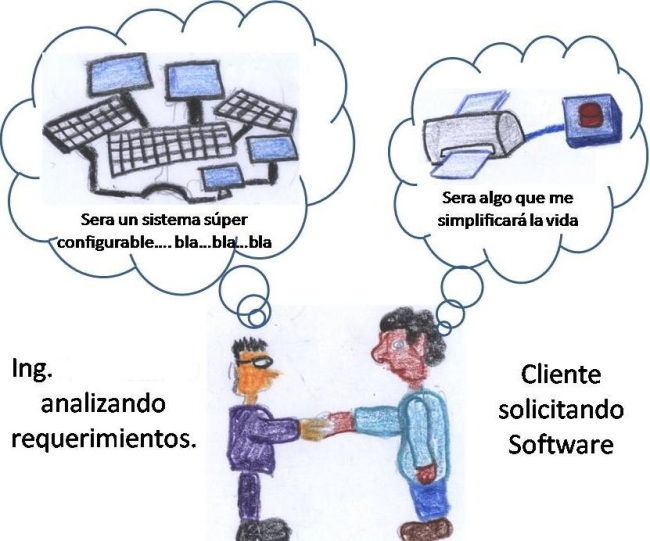 Sera un sistema súper
configurable.... bla...bla...bla
Sera algo que me
simplificará la vida
Ing.
analizando
requerimientos.
Cliente
solicitando
Software